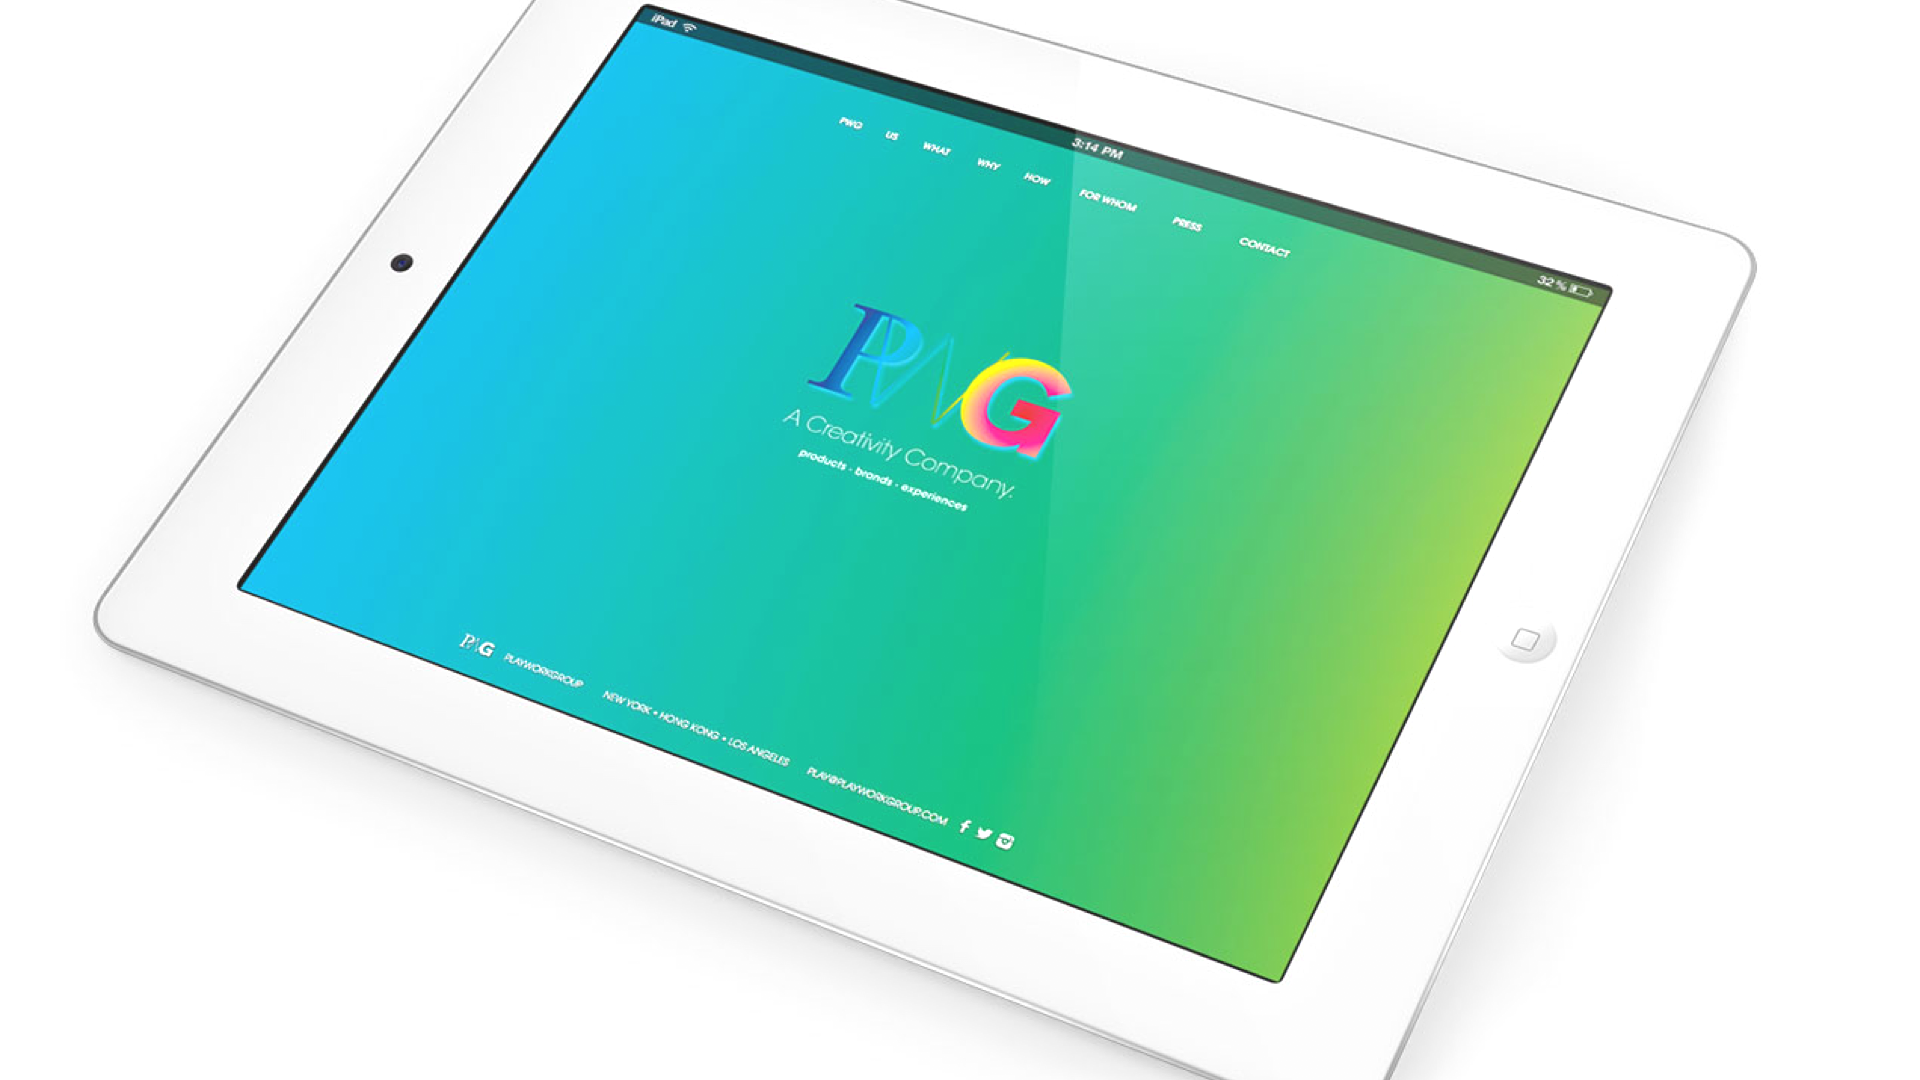 iPad 3:14 PM 32%
PWG US WHAT WHY HOW FOR WHOM PRESS CONTACT
PWG
A Creativity Company.
products · brands · experiences
PWG PLAYWORKGROUP NEW YORK • HONG KONG • LOS ANGELES PLAY@PLAYWORKGROUP.COM